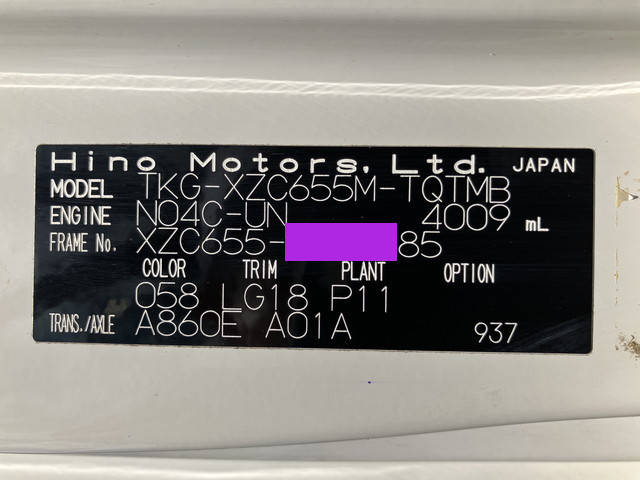 Hino Motors, Ltd. JAPAN
MODEL TKG-XZC655M-TQTMB
ENGINE N04C-UN 4009 mL
FRAME No. XZC655- 85
COLOR TRIM PLANT OPTION
058 LG18 P11
TRANS./AXLE A860E A01A 937